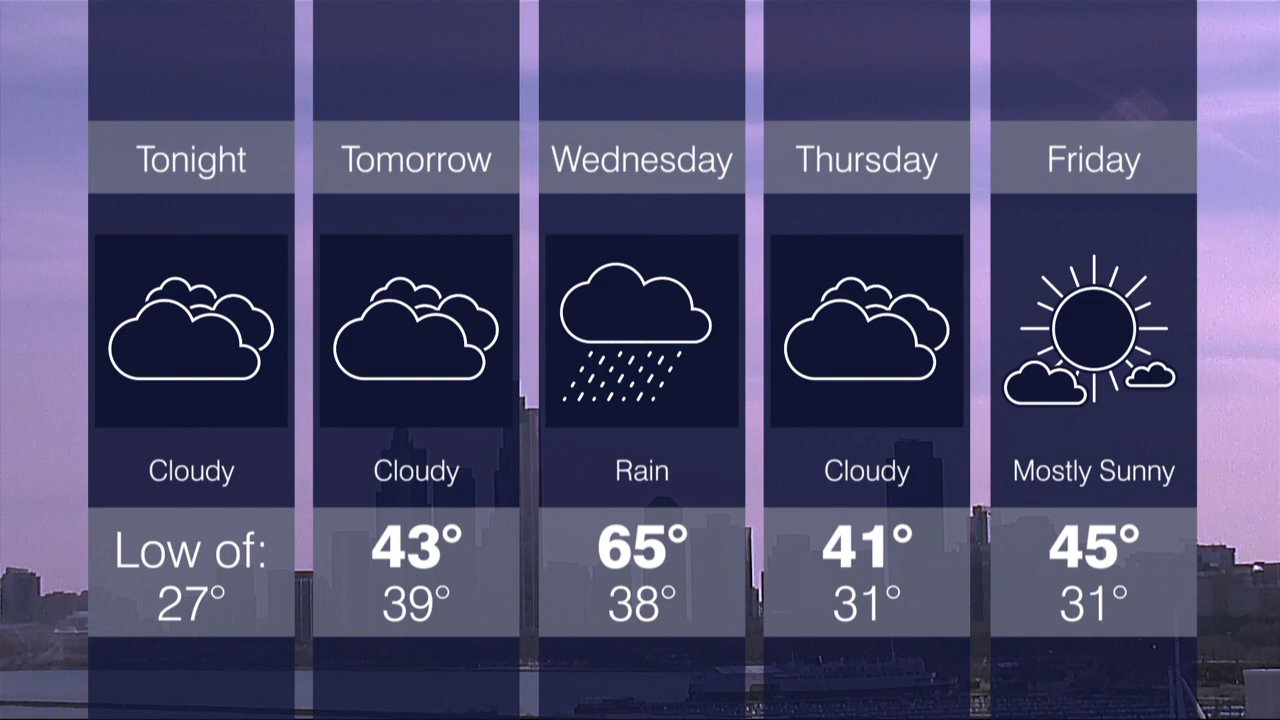 Tonight
Tomorrow
Wednesday
Thursday
Friday
Cloudy
Cloudy
Rain
Cloudy
Mostly Sunny
Low of:
27°
43°
39°
65°
38°
41°
31°
45°
31°